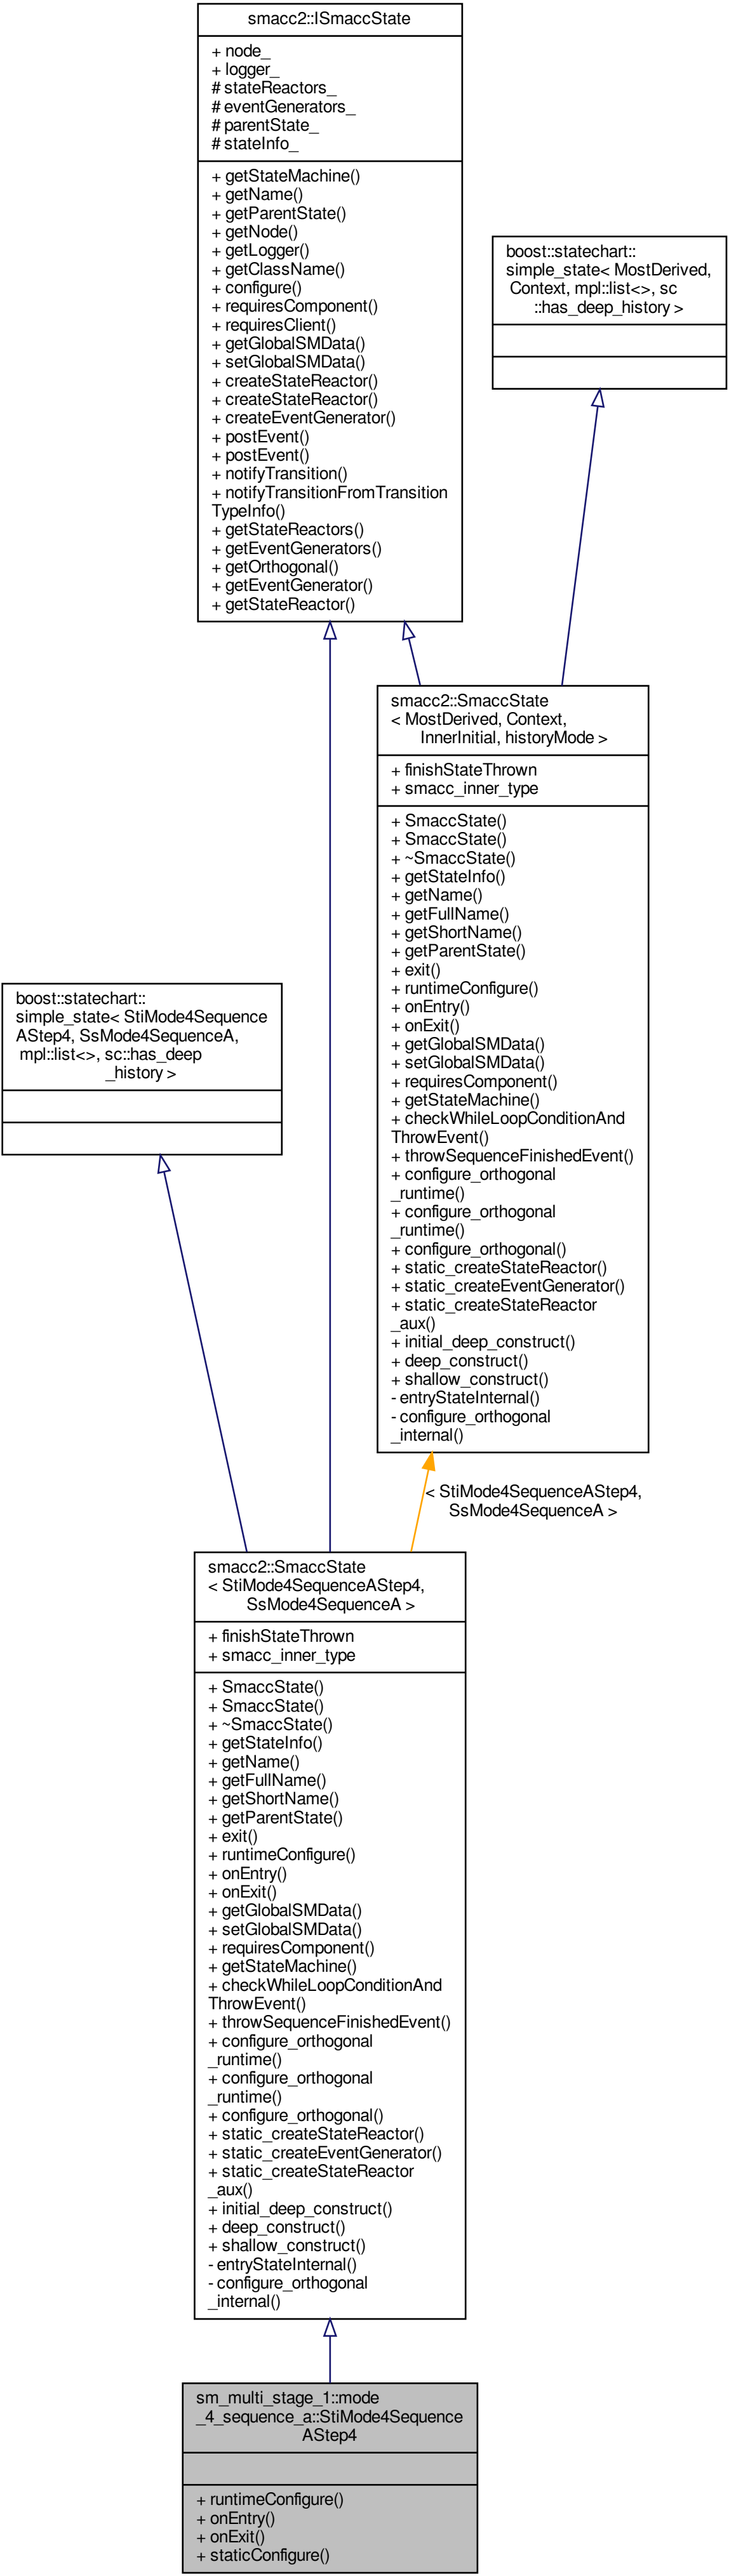 smacc2::ISmaccState
+ node_
+ logger_
# stateReactors_
# eventGenerators_
# parentState_
# stateInfo_
+ getStateMachine()
+ getName()
+ getParentState()
+ getNode()
+ getLogger()
+ getClassName()
+ configure()
+ requiresComponent()
+ requiresClient()
+ getGlobalSMData()
+ setGlobalSMData()
+ createStateReactor()
+ createStateReactor()
+ createEventGenerator()
+ postEvent()
+ postEvent()
+ notifyTransition()
+ notifyTransitionFromTransition
TypeInfo()
+ getStateReactors()
+ getEventGenerators()
+ getOrthogonal()
+ getEventGenerator()
+ getStateReactor()
boost::statechart::
simple_state< MostDerived,
Context, mpl::list<>, sc
::has_deep_history >
smacc2::SmaccState
< MostDerived, Context,
InnerInitial, historyMode >
+ finishStateThrown
+ smacc_inner_type
+ SmaccState()
+ SmaccState()
+ ~SmaccState()
+ getStateInfo()
+ getName()
+ getFullName()
+ getShortName()
+ getParentState()
+ exit()
+ runtimeConfigure()
+ onEntry()
+ onExit()
+ getGlobalSMData()
+ setGlobalSMData()
+ requiresComponent()
+ getStateMachine()
+ checkWhileLoopConditionAnd
ThrowEvent()
+ throwSequenceFinishedEvent()
+ configure_orthogonal
_runtime()
+ configure_orthogonal
_runtime()
+ configure_orthogonal()
+ static_createStateReactor()
+ static_createEventGenerator()
+ static_createStateReactor
_aux()
+ initial_deep_construct()
+ deep_construct()
+ shallow_construct()
- entryStateInternal()
- configure_orthogonal
_internal()
boost::statechart::
simple_state< StiMode4Sequence
AStep4, SsMode4SequenceA,
mpl::list<>, sc::has_deep
_history >
< StiMode4SequenceAStep4,
SsMode4SequenceA >
smacc2::SmaccState
< StiMode4SequenceAStep4,
SsMode4SequenceA >
+ finishStateThrown
+ smacc_inner_type
+ SmaccState()
+ SmaccState()
+ ~SmaccState()
+ getStateInfo()
+ getName()
+ getFullName()
+ getShortName()
+ getParentState()
+ exit()
+ runtimeConfigure()
+ onEntry()
+ onExit()
+ getGlobalSMData()
+ setGlobalSMData()
+ requiresComponent()
+ getStateMachine()
+ checkWhileLoopConditionAnd
ThrowEvent()
+ throwSequenceFinishedEvent()
+ configure_orthogonal
_runtime()
+ configure_orthogonal
_runtime()
+ configure_orthogonal()
+ static_createStateReactor()
+ static_createEventGenerator()
+ static_createStateReactor
_aux()
+ initial_deep_construct()
+ deep_construct()
+ shallow_construct()
- entryStateInternal()
- configure_orthogonal
_internal()
sm_multi_stage_1::mode
_4_sequence_a::StiMode4Sequence
AStep4
+ runtimeConfigure()
+ onEntry()
+ onExit()
+ staticConfigure()